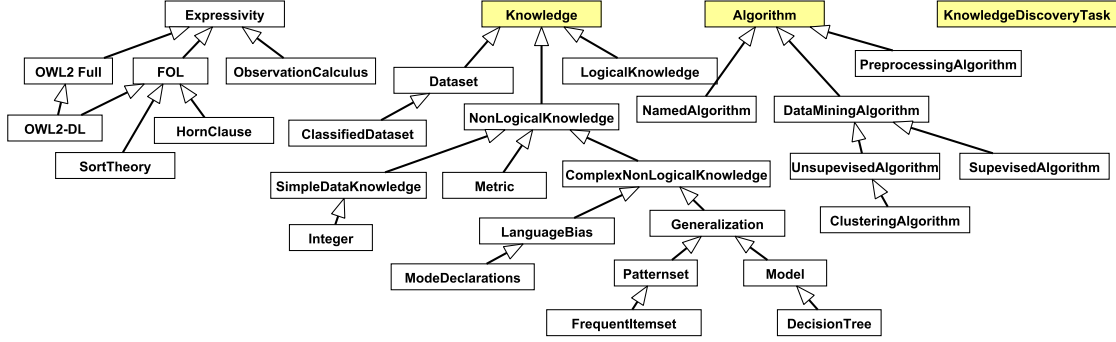 Expressivity
Knowledge
Algorithm
KnowledgeDiscoveryTask
OWL2 Full
FOL
ObservationCalculus
Dataset
LogicalKnowledge
PreprocessingAlgorithm
OWL2-DL
HornClause
ClassifiedDataset
NonLogicalKnowledge
NamedAlgorithm
DataMiningAlgorithm
SortTheory
SimpleDataKnowledge
Metric
ComplexNonLogicalKnowledge
UnsupevisedAlgorithm
SupevisedAlgorithm
Integer
LanguageBias
Generalization
ClusteringAlgorithm
ModeDeclarations
Patternset
Model
FrequentItemset
DecisionTree